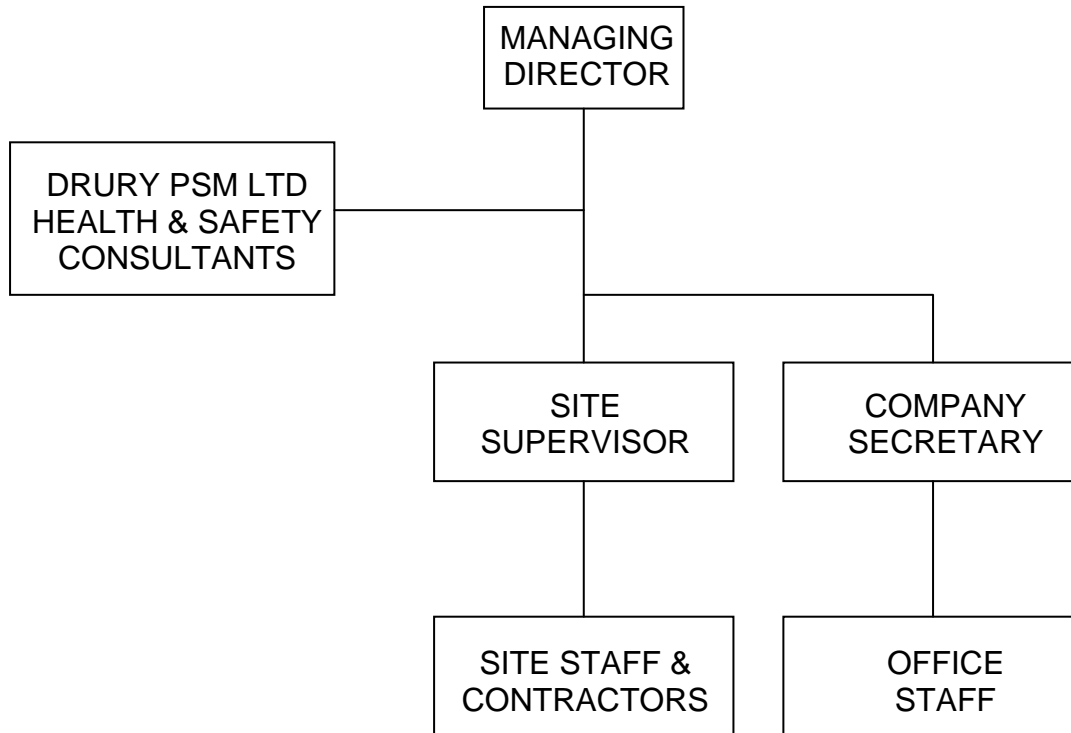 MANAGING
DIRECTOR
DRURY PSM LTD
HEALTH & SAFETY
CONSULTANTS
SITE
SUPERVISOR
COMPANY
SECRETARY
SITE STAFF &
CONTRACTORS
OFFICE
STAFF